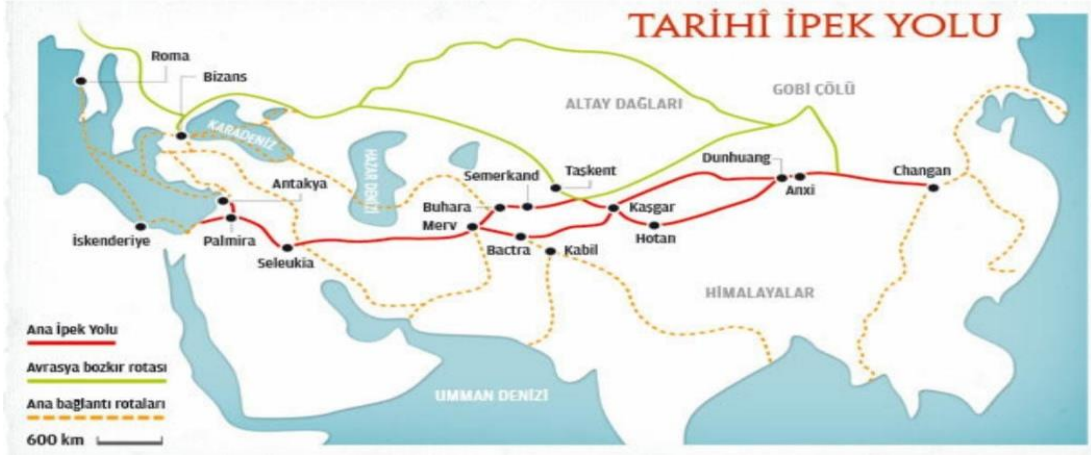 TARİHÎ İPEK YOLU
Roma
Bizans
KARADENİZ
HAZAR DENİZİ
ALTAY DAĞLARI
GOBİ ÇÖLÜ
Antakya
Semerkand
Taşkent
Dunhuang
Anxi
Changan
Buhara
Kaşgar
Merv
Hotan
İskenderiye
Palmira
Seleukia
Bactra
Kabil
HİMALAYALAR
UMMAN DENİZİ
Ana İpek Yolu
Avrasya bozkır rotası
Ana bağlantı rotaları
600 km